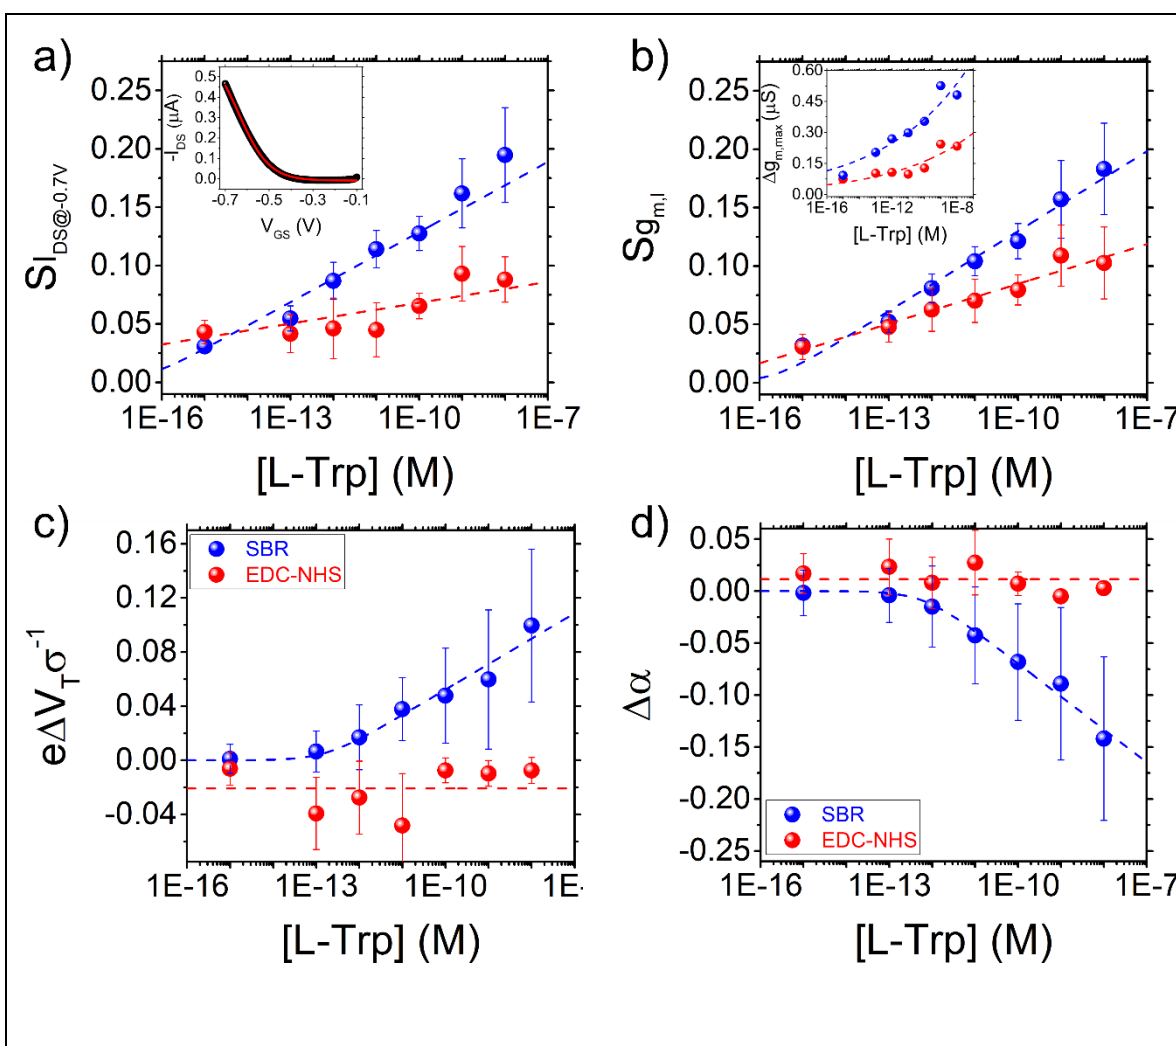 a)
SI_DS@-0.7V
0.25
0.20
0.15
0.10
0.05
0.00
1E-16 1E-13 1E-10 1E-7
[L-Trp] (M)
-I_DS (μA)
0.5
0.4
0.3
0.2
0.1
0.0
-0.7 -0.5 -0.3 -0.1
V_GS (V)
b)
Sg_m,l
0.25
0.20
0.15
0.10
0.05
0.00
1E-16 1E-13 1E-10 1E-7
[L-Trp] (M)
Δg_m,max (μS)
0.60
0.45
0.30
0.15
0.00
1E-16 1E-12 1E-8
[L-Trp] (M)
c)
eΔV_Tσ^-1
0.16
0.12
0.08
0.04
0.00
-0.04
SBR
EDC-NHS
1E-16 1E-13 1E-10 1E-
[L-Trp] (M)
d)
Δα
0.05
0.00
-0.05
-0.10
-0.15
-0.20
-0.25
SBR
EDC-NHS
1E-16 1E-13 1E-10 1E-7
[L-Trp] (M)